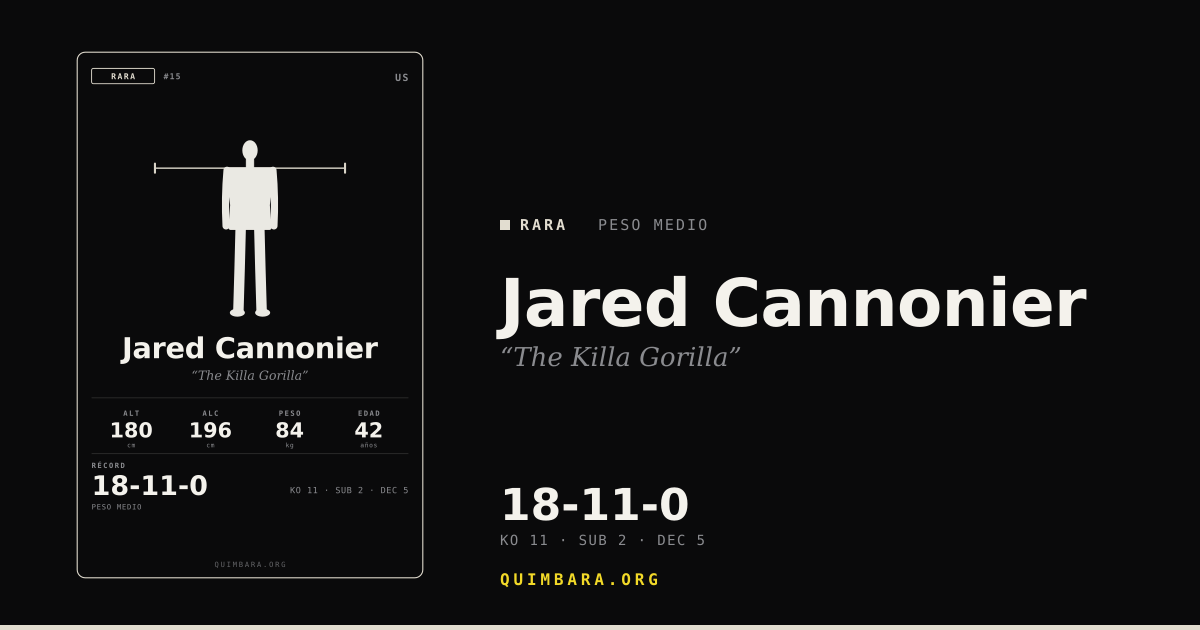 RARA #15 US
Jared Cannonier
“The Killa Gorilla”
ALT ALC PESO EDAD
180 196 84 42
cm cm kg años
RÉCORD
18-11-0 KO 11 · SUB 2 · DEC 5
PESO MEDIO
QUIMBARA.ORG
RARA PESO MEDIO
Jared Cannonier
“The Killa Gorilla”
18-11-0
KO 11 · SUB 2 · DEC 5
QUIMBARA.ORG